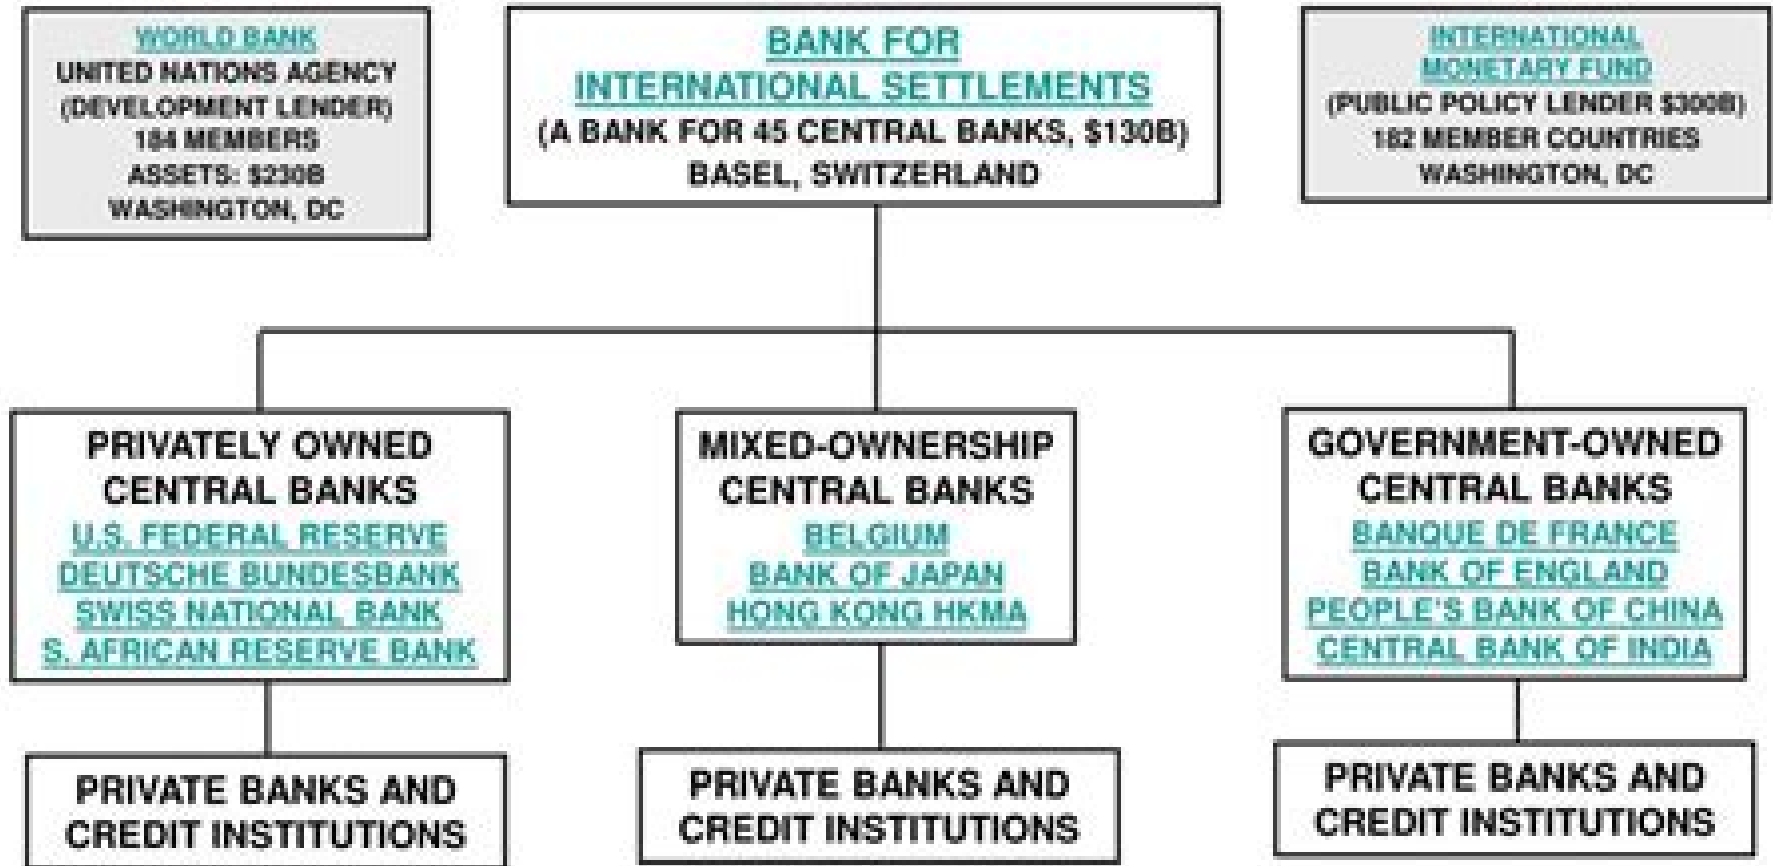 WORLD BANK
UNITED NATIONS AGENCY
(DEVELOPMENT LENDER)
184 MEMBERS
ASSETS: $230B
WASHINGTON, DC
BANK FOR
INTERNATIONAL SETTLEMENTS
(A BANK FOR 45 CENTRAL BANKS, $130B)
BASEL, SWITZERLAND
INTERNATIONAL
MONETARY FUND
(PUBLIC POLICY LENDER $300B)
182 MEMBER COUNTRIES
WASHINGTON, DC
PRIVATELY OWNED
CENTRAL BANKS
U.S. FEDERAL RESERVE
DEUTSCHE BUNDESBANK
SWISS NATIONAL BANK
S. AFRICAN RESERVE BANK
MIXED-OWNERSHIP
CENTRAL BANKS
BELGIUM
BANK OF JAPAN
HONG KONG HKMA
GOVERNMENT-OWNED
CENTRAL BANKS
BANQUE DE FRANCE
BANK OF ENGLAND
PEOPLE'S BANK OF CHINA
CENTRAL BANK OF INDIA
PRIVATE BANKS AND
CREDIT INSTITUTIONS
PRIVATE BANKS AND
CREDIT INSTITUTIONS
PRIVATE BANKS AND
CREDIT INSTITUTIONS